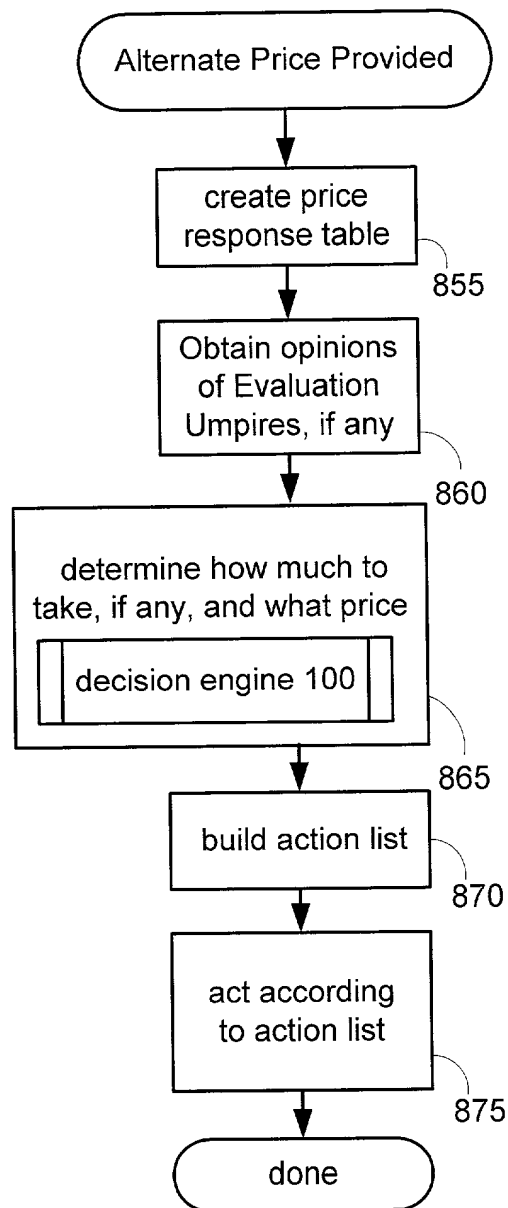 Alternate Price Provided
create price
response table
855
Obtain opinions
of Evaluation
Umpires, if any
860
determine how much to
take, if any, and what price
decision engine 100
865
build action list
870
act according
to action list
875
done